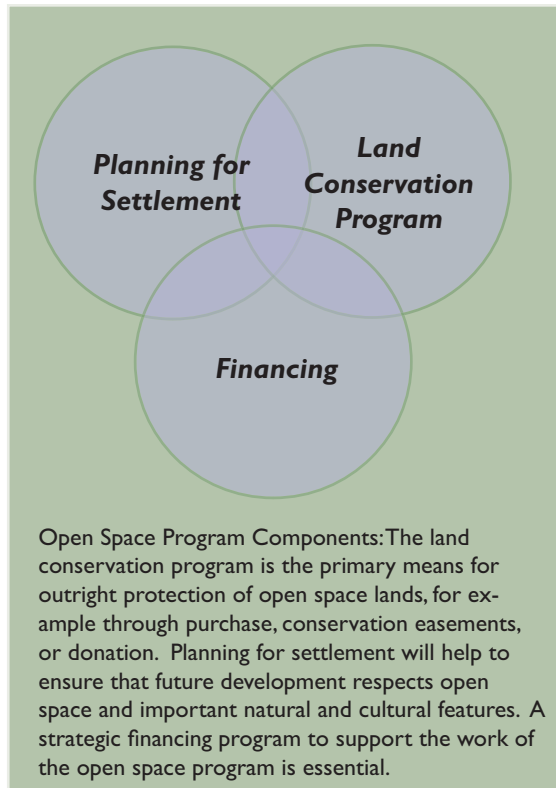 Planning for
Settlement
Land
Conservation
Program
Financing
Open Space Program Components: The land
conservation program is the primary means for
outright protection of open space lands, for ex-
ample through purchase, conservation easements,
or donation.  Planning for settlement will help to
ensure that future development respects open
space and important natural and cultural features.  A
strategic financing program to support the work of
the open space program is essential.